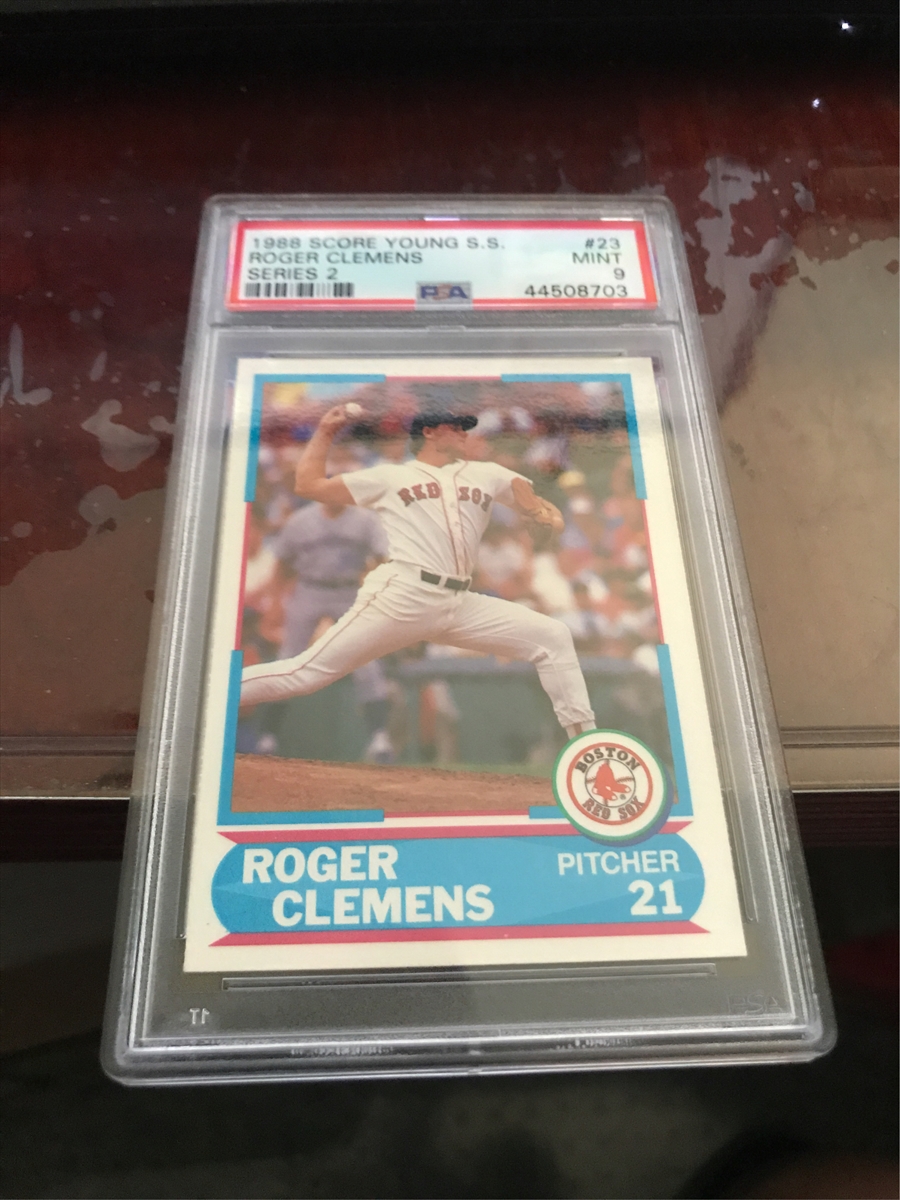 1988 SCORE YOUNG S.S. #23
ROGER CLEMENS MINT
SERIES 2 9
PSA 44508703
RED SOX
BOSTON
RED SOX
ROGER PITCHER
CLEMENS 21